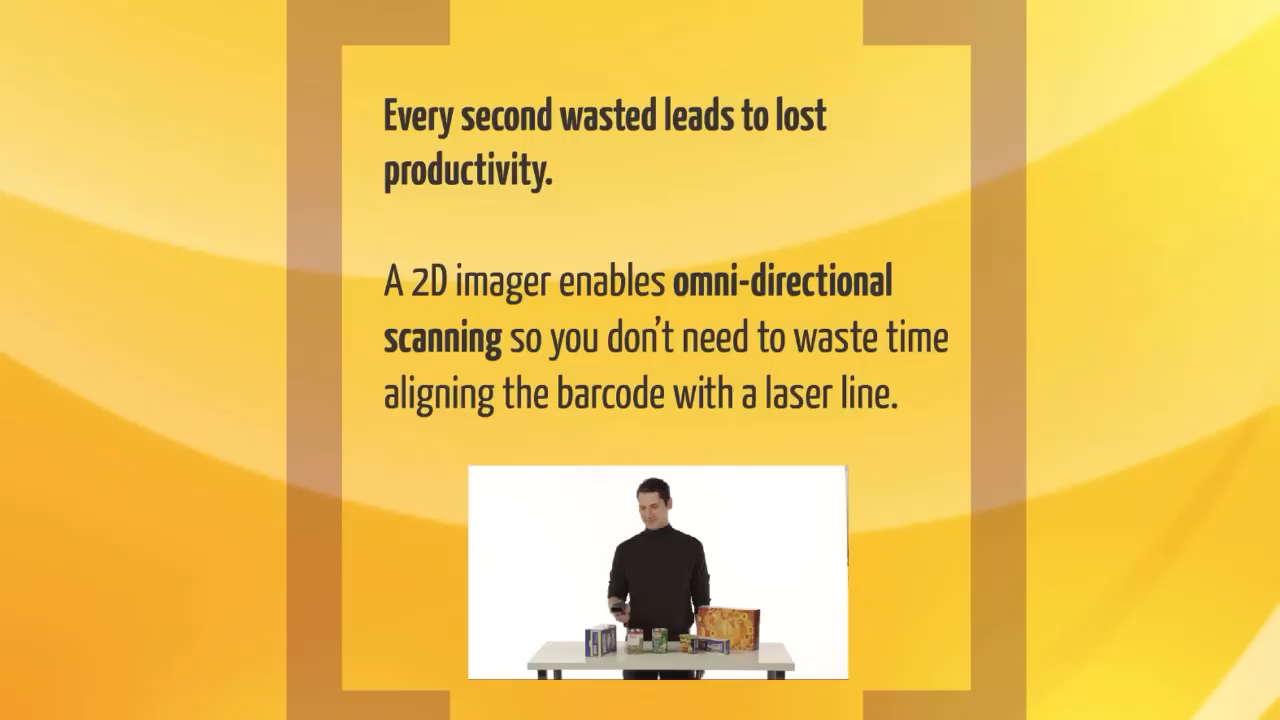 Every second wasted leads to lost
productivity.
A 2D imager enables omni-directional
scanning so you don’t need to waste time
aligning the barcode with a laser line.